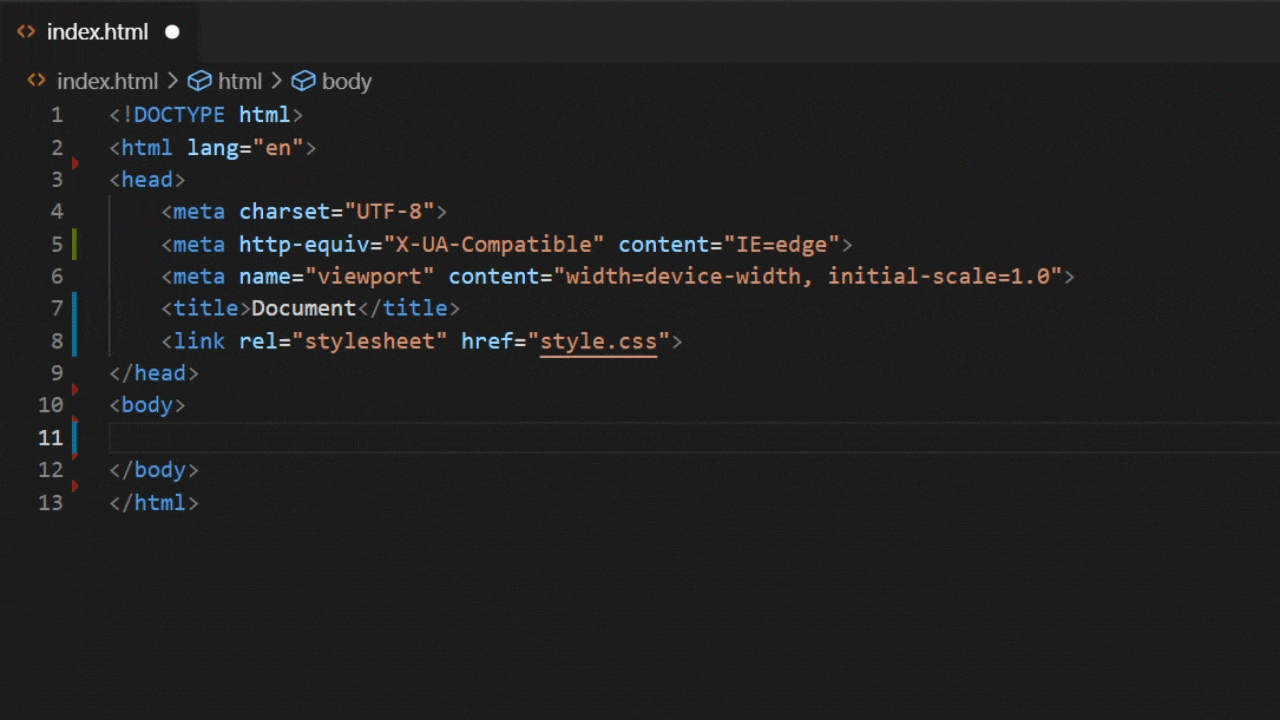 index.html
index.html > html > body
1 <!DOCTYPE html>
2 <html lang="en">
3 <head>
4 <meta charset="UTF-8">
5 <meta http-equiv="X-UA-Compatible" content="IE=edge">
6 <meta name="viewport" content="width=device-width, initial-scale=1.0">
7 <title>Document</title>
8 <link rel="stylesheet" href="style.css">
9 </head>
10 <body>
11
12 </body>
13 </html>